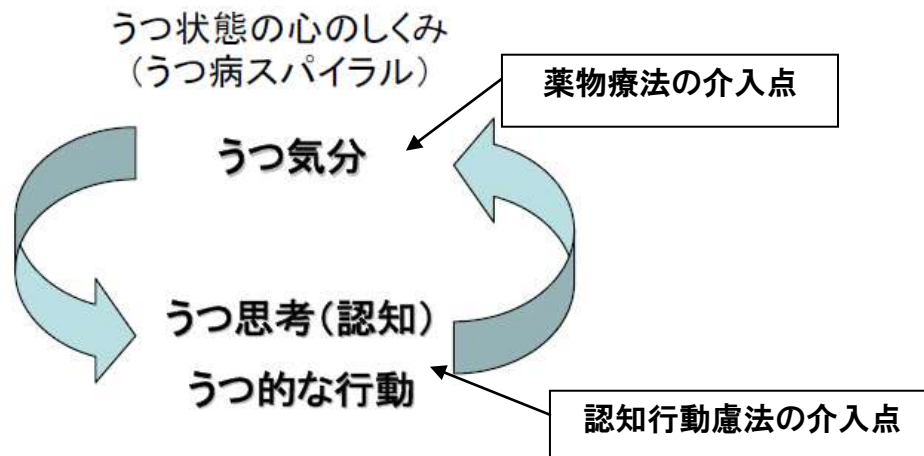 うつ状態の心のしくみ
（うつ病スパイラル）
薬物療法の介入点
うつ気分
うつ思考（認知）
うつ的な行動
認知行動慮法の介入点